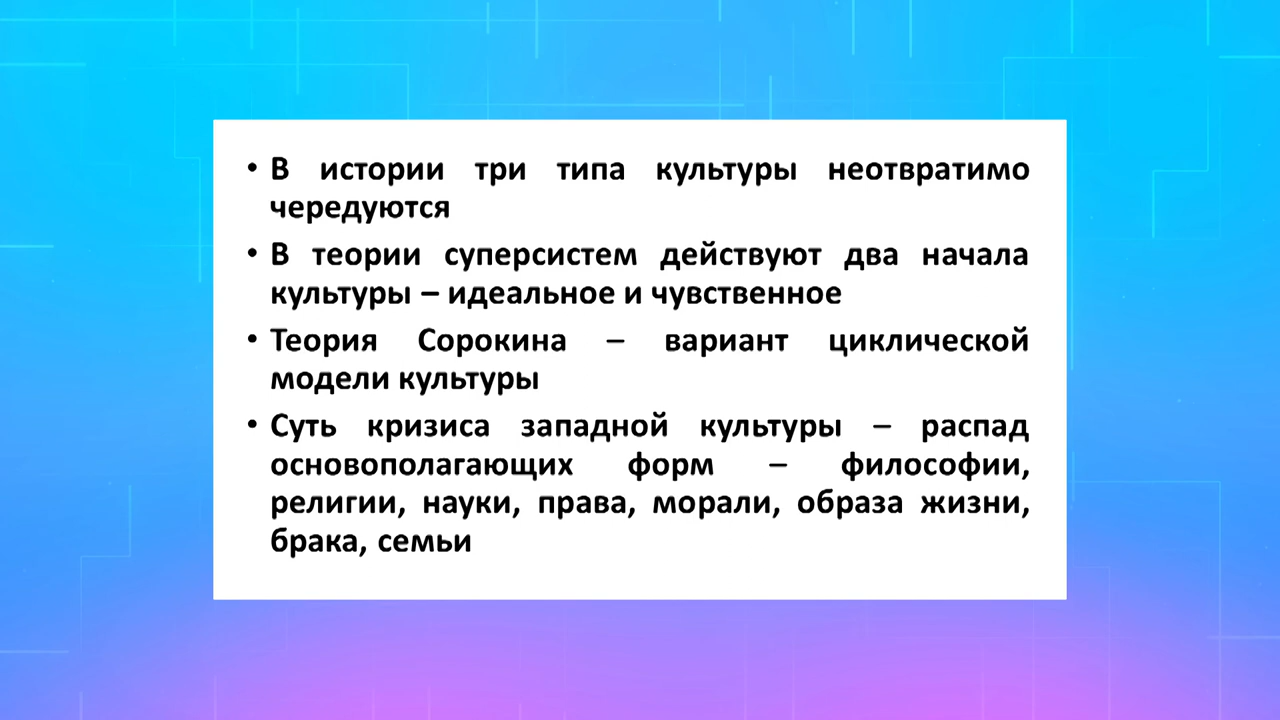 • В истории три типа культуры неотвратимо
чередуются
• В теории суперсистем действуют два начала
культуры – идеальное и чувственное
• Теория Сорокина – вариант циклической
модели культуры
• Суть кризиса западной культуры – распад
основополагающих форм – философии,
религии, науки, права, морали, образа жизни,
брака, семьи